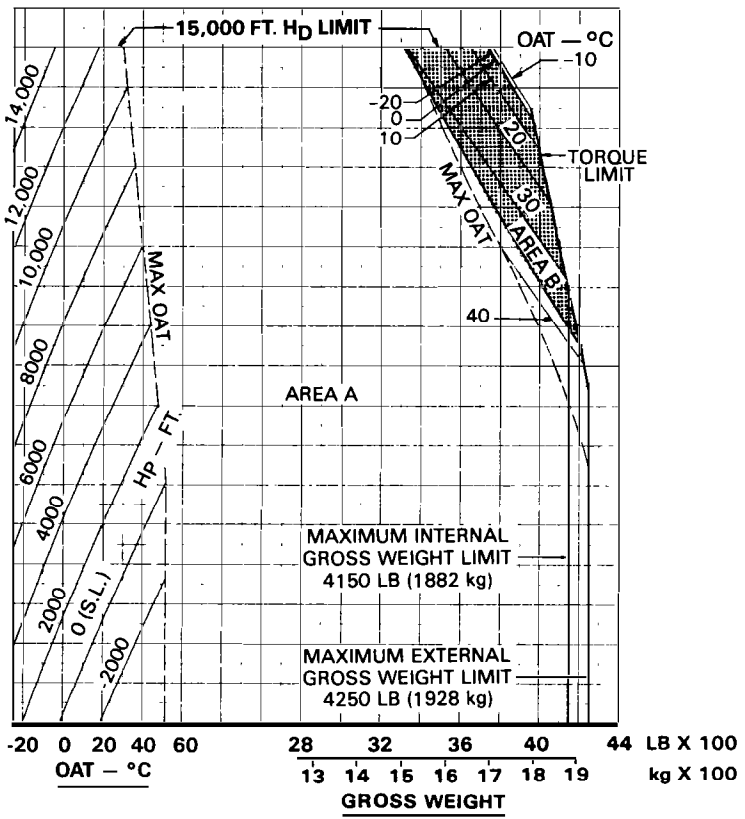 15,000 FT. HD LIMIT
OAT — °C
-10
-20
0
10
20
TORQUE
LIMIT
30
AREA B
MAX OAT
40
14,000
12,000
10,000
8000
6000
4000
2000
0 (S.L.)
-2000
MAX OAT
HP — FT.
AREA A
MAXIMUM INTERNAL
GROSS WEIGHT LIMIT
4150 LB (1882 kg)
MAXIMUM EXTERNAL
GROSS WEIGHT LIMIT
4250 LB (1928 kg)
-20 0 20 40 60 28 32 36 40 44 LB X 100
OAT — °C
13 14 15 16 17 18 19 kg X 100
GROSS WEIGHT